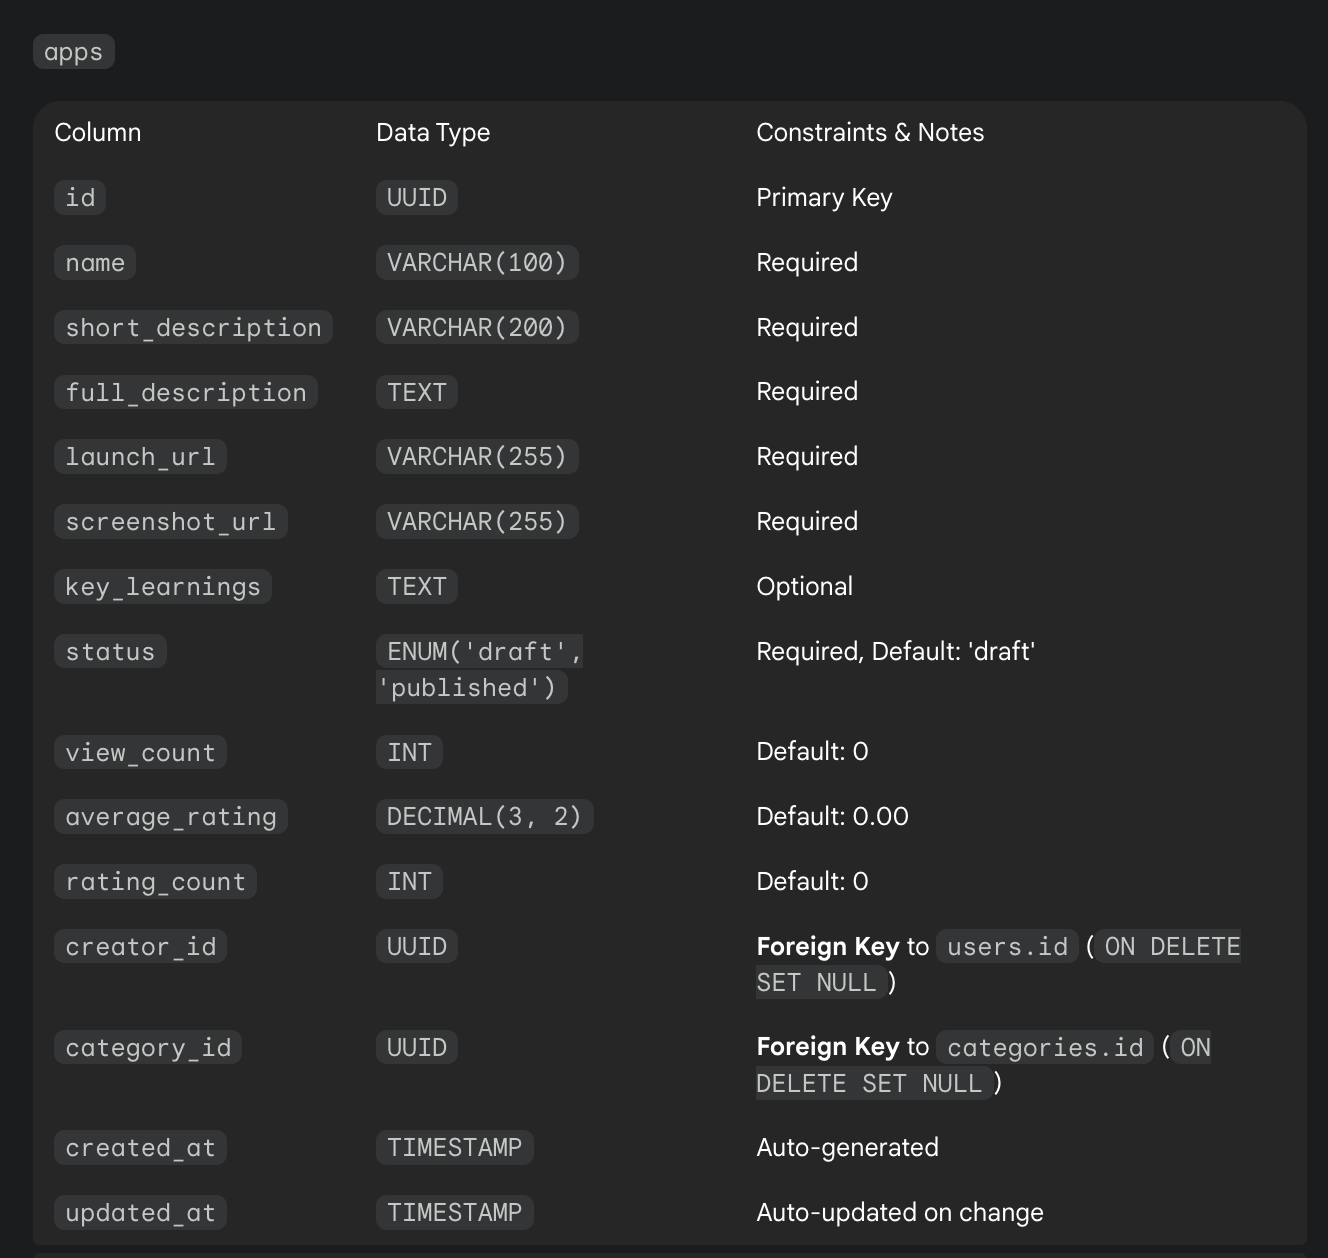 apps
Column Data Type Constraints & Notes
id UUID Primary Key
name VARCHAR(100) Required
short_description VARCHAR(200) Required
full_description TEXT Required
launch_url VARCHAR(255) Required
screenshot_url VARCHAR(255) Required
key_learnings TEXT Optional
status ENUM('draft', Required, Default: 'draft'
'published')
view_count INT Default: 0
average_rating DECIMAL(3, 2) Default: 0.00
rating_count INT Default: 0
creator_id UUID Foreign Key to users.id (ON DELETE
SET NULL)
category_id UUID Foreign Key to categories.id (ON
DELETE SET NULL)
created_at TIMESTAMP Auto-generated
updated_at TIMESTAMP Auto-updated on change